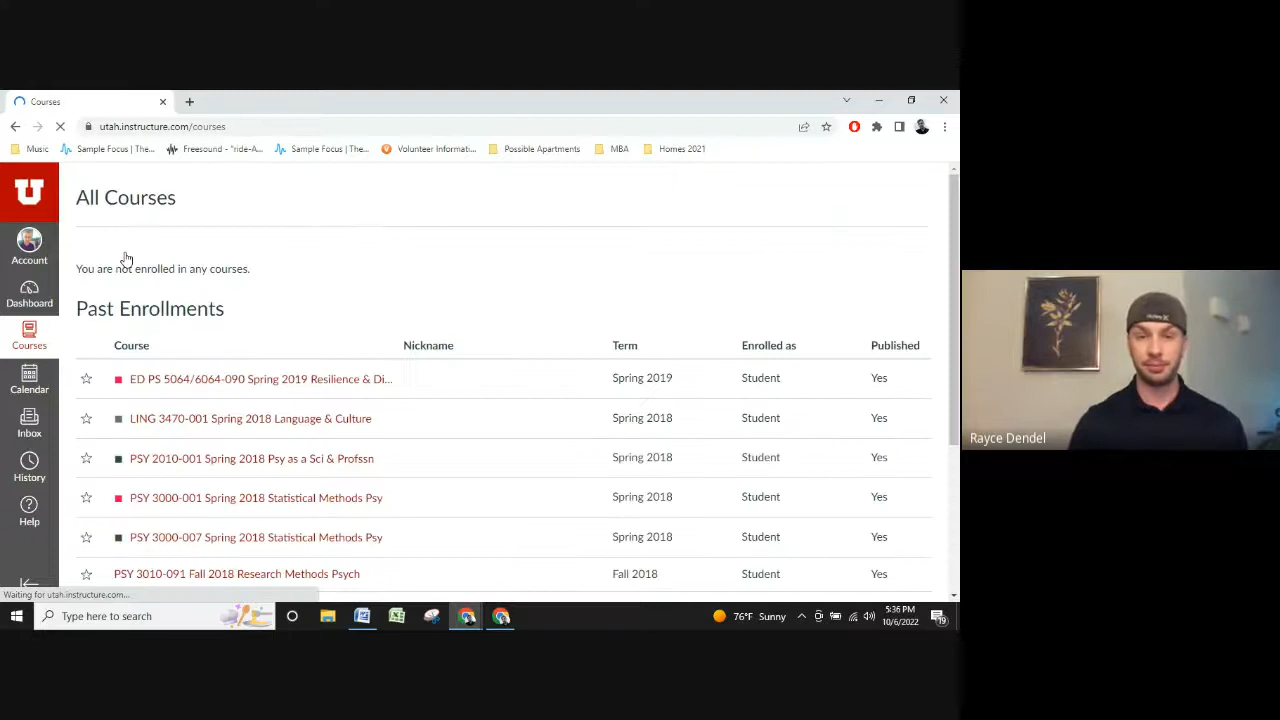 Courses
utah.instructure.com/courses
Music
Sample Focus | The...
Freesound - "ride-A...
Sample Focus | The...
Volunteer Informati...
Possible Apartments
MBA
Homes 2021
U
Account
Dashboard
Courses
Calendar
Inbox
History
Help
All Courses
You are not enrolled in any courses.
Past Enrollments
Course Nickname Term Enrolled as Published
ED PS 5064/6064-090 Spring 2019 Resilience & Di... Spring 2019 Student Yes
LING 3470-001 Spring 2018 Language & Culture Spring 2018 Student Yes
PSY 2010-001 Spring 2018 Psy as a Sci & Profssn Spring 2018 Student Yes
PSY 3000-001 Spring 2018 Statistical Methods Psy Spring 2018 Student Yes
PSY 3000-007 Spring 2018 Statistical Methods Psy Spring 2018 Student Yes
PSY 3010-091 Fall 2018 Research Methods Psych Fall 2018 Student Yes
Waiting for utah.instructure.com...
Type here to search
76°F Sunny
5:36 PM
10/6/2022
19
Rayce Dendel